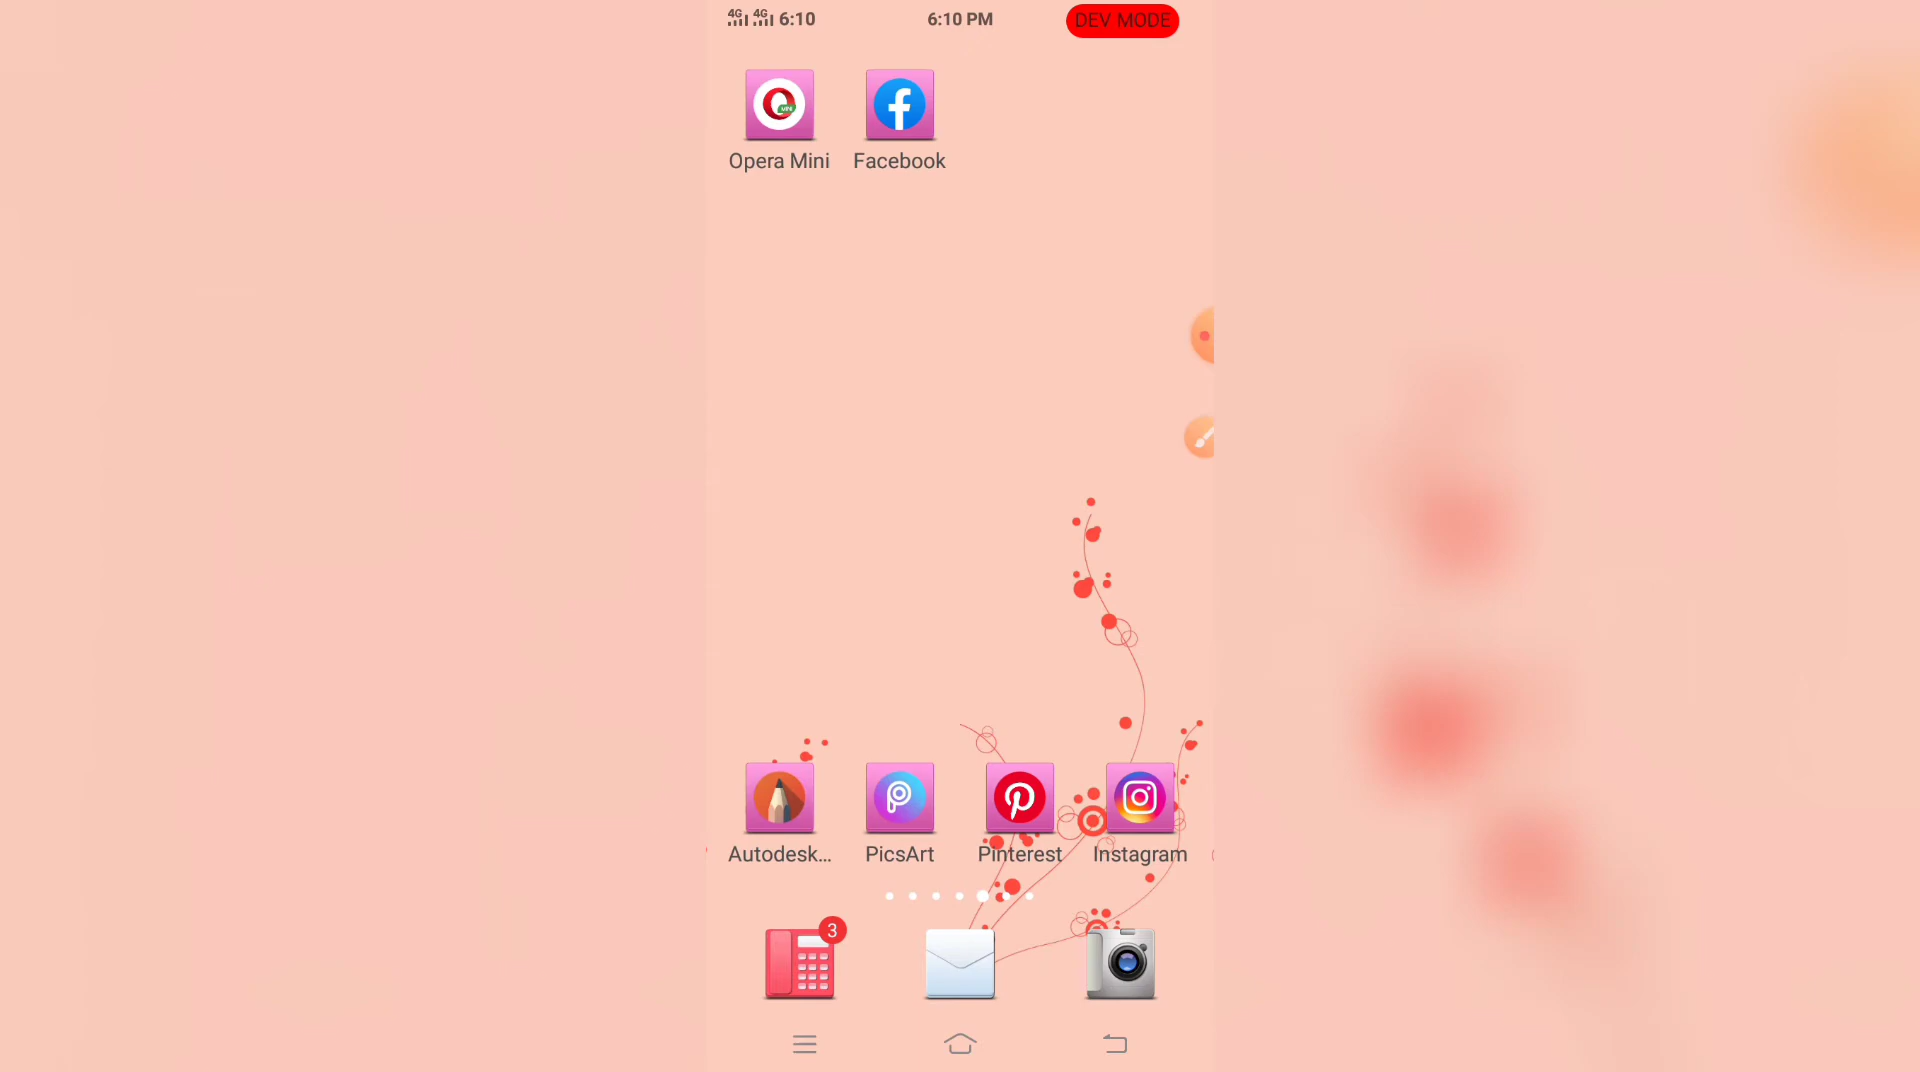 4G 4G 6:10
6:10 PM
DEV MODE
Opera Mini
Facebook
Autodesk...
PicsArt
Pinterest
Instagram
3